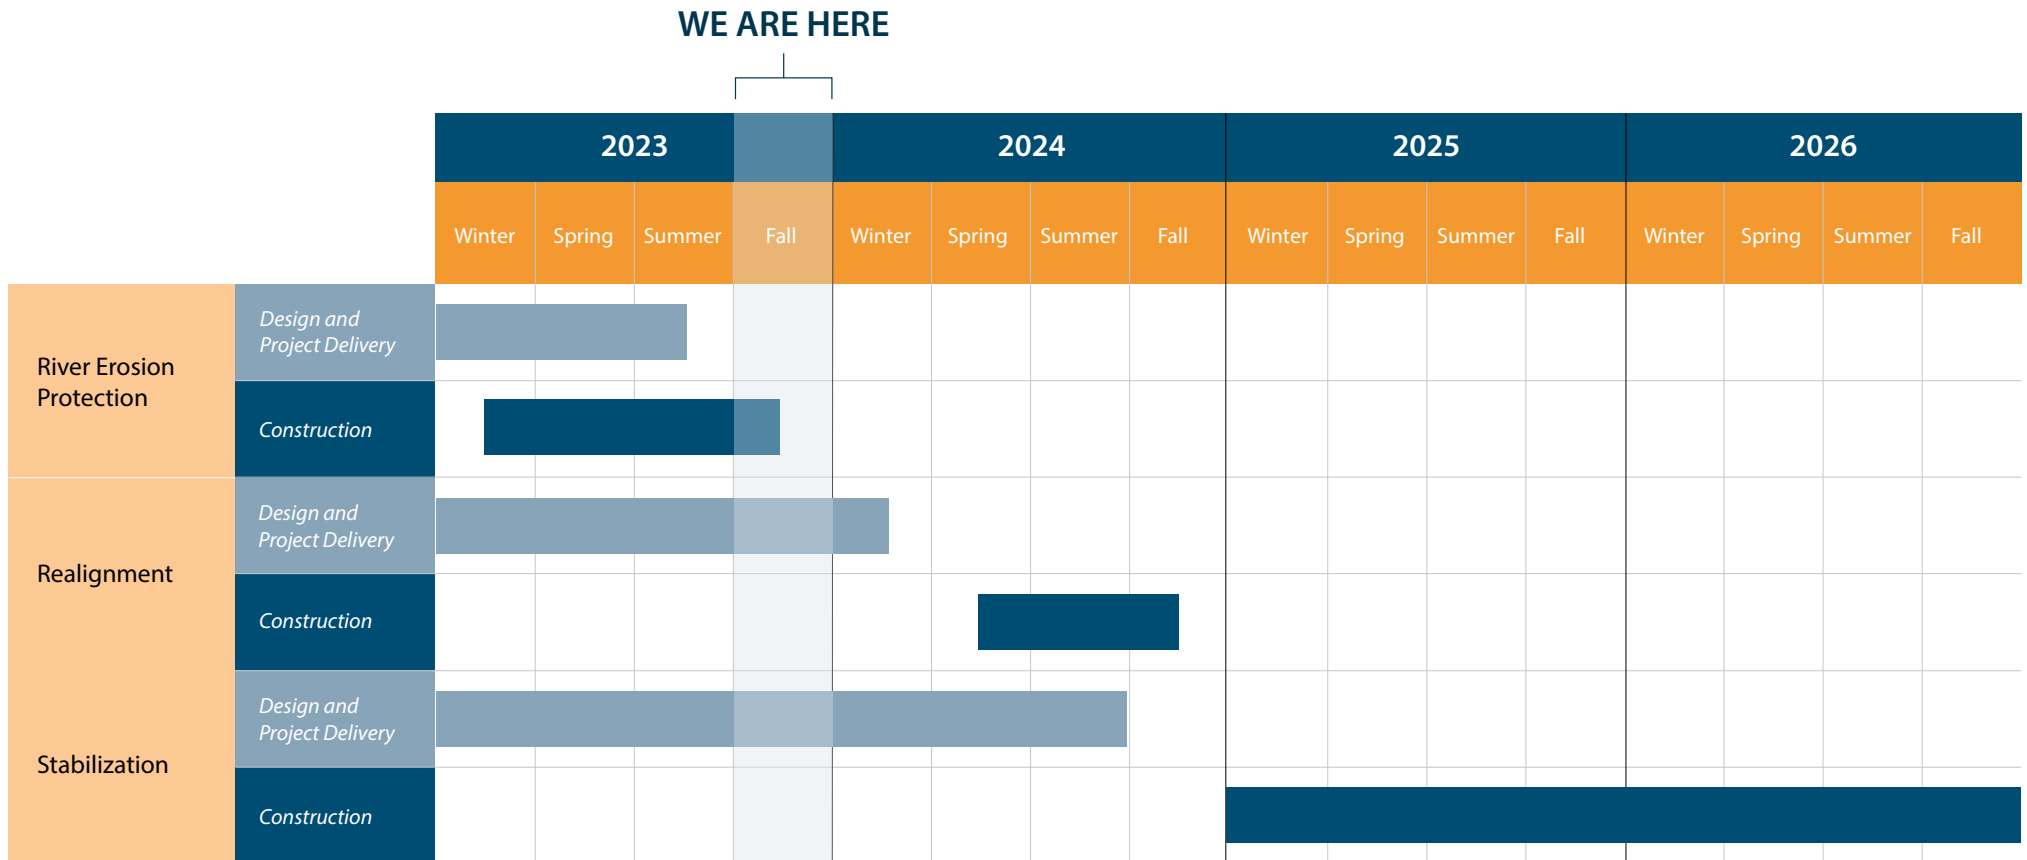 WE ARE HERE
2023 2024 2025 2026
Winter Spring Summer Fall Winter Spring Summer Fall Winter Spring Summer Fall Winter Spring Summer Fall
River Erosion
Protection
Design and
Project Delivery
Construction
Realignment
Design and
Project Delivery
Construction
Stabilization
Design and
Project Delivery
Construction